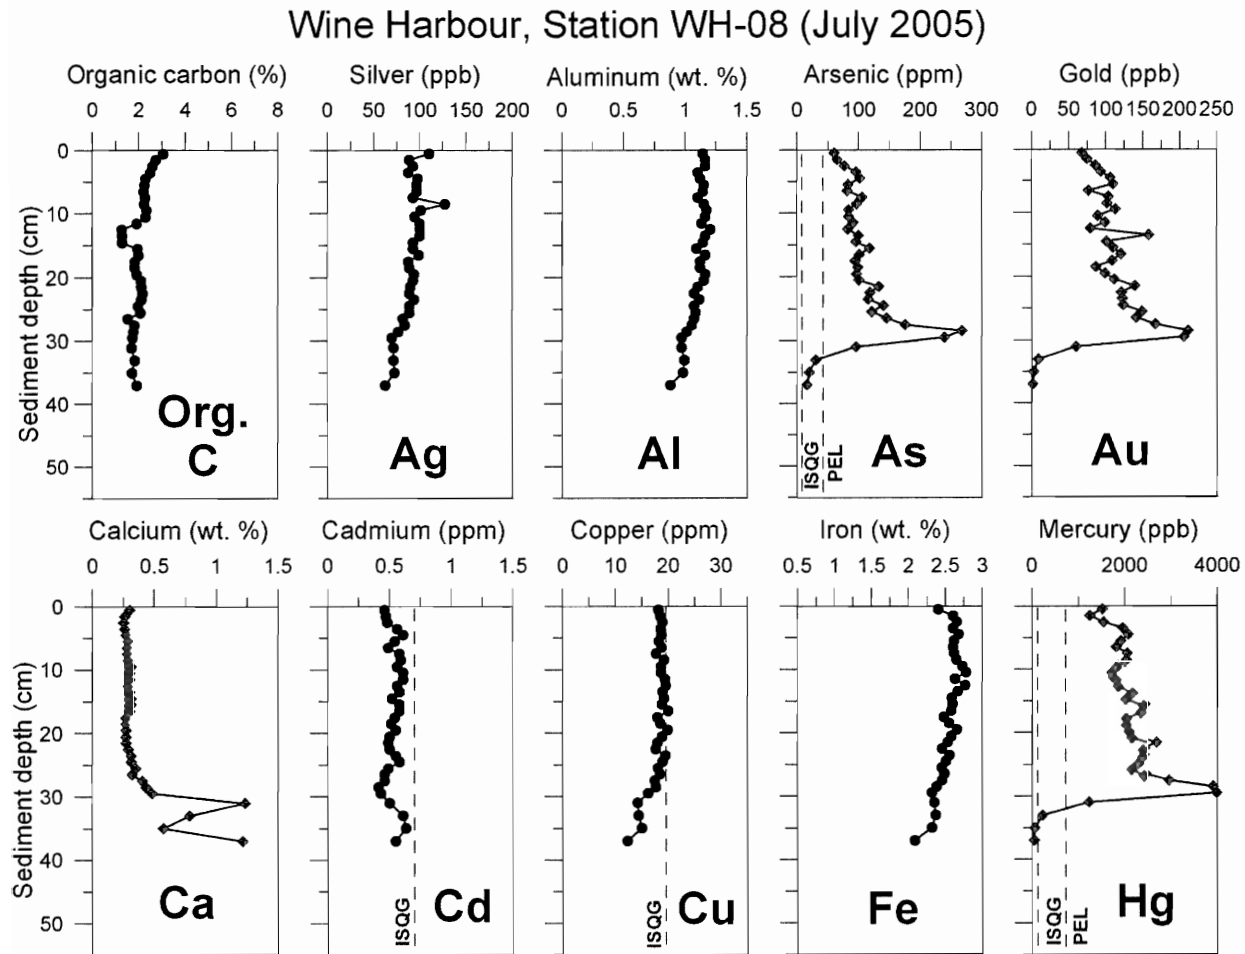 Wine Harbour, Station WH-08 (July 2005)
Organic carbon (%) Silver (ppb) Aluminum (wt. %) Arsenic (ppm) Gold (ppb)
0 2 4 6 8 0 50 100 150 200 0 0.5 1 1.5 0 100 200 300 0 50 100 150 200 250
Sediment depth (cm)
0
10
20
30
40
50
Org.
C
Ag
Al
ISQG
PEL
As
Au
Calcium (wt. %) Cadmium (ppm) Copper (ppm) Iron (wt. %) Mercury (ppb)
0 0.5 1 1.5 0 0.5 1 1.5 0 10 20 30 0.5 1 1.5 2 2.5 3 0 2000 4000
Sediment depth (cm)
0
10
20
30
40
50
Ca
ISQG
Cd
ISQG
Cu
Fe
ISQG
PEL
Hg